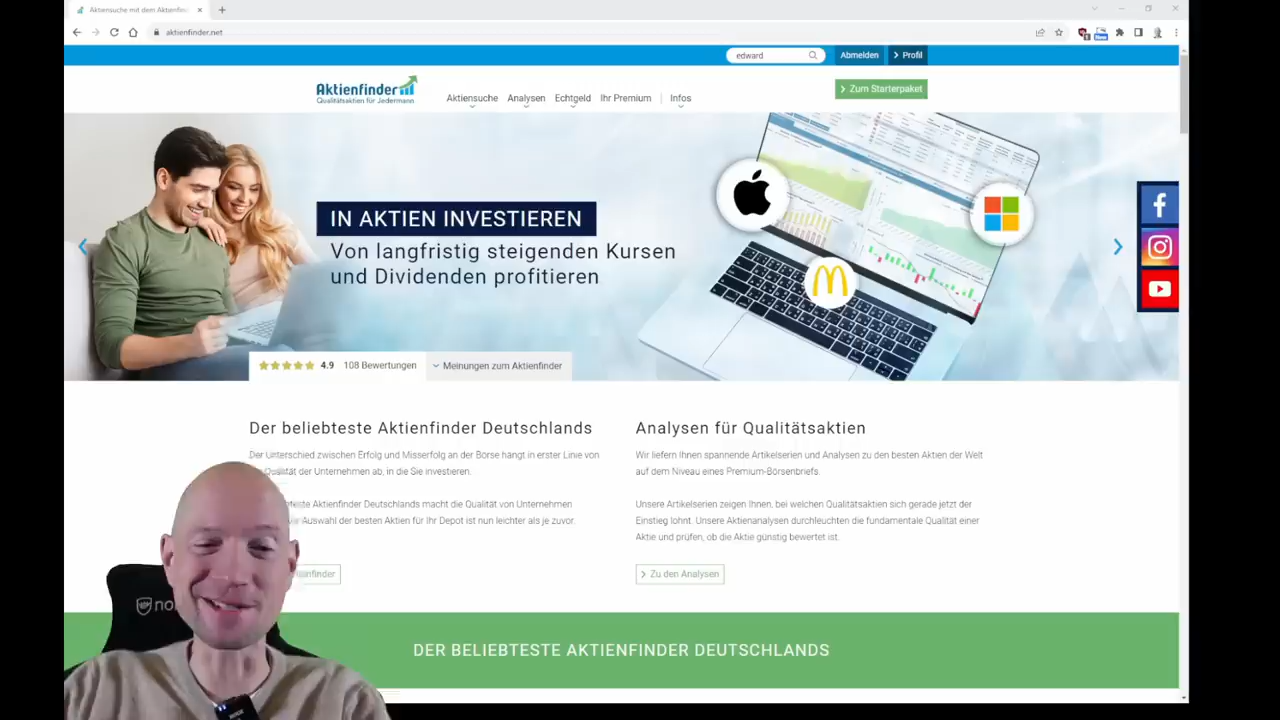 Aktiensuche mit dem Aktienfin
aktienfinder.net
New
edward
Abmelden
Profil
Aktienfinder
Qualitätsaktien für Jedermann
Aktiensuche Analysen Echtgeld Ihr Premium Infos
Zum Starterpaket
IN AKTIEN INVESTIEREN
Von langfristig steigenden Kursen
und Dividenden profitieren
4.9 108 Bewertungen
Meinungen zum Aktienfinder
Der beliebteste Aktienfinder Deutschlands
Der Unterschied zwischen Erfolg und Misserfolg an der Börse hängt in erster Linie von
Qualität der Unternehmen ab, in die Sie investieren.
Aktienfinder Deutschlands macht die Qualität von Unternehmen
Auswahl der besten Aktien für Ihr Depot ist nun leichter als je zuvor.
Analysen für Qualitätsaktien
Wir liefern Ihnen spannende Artikelserien und Analysen zu den besten Aktien der Welt
auf dem Niveau eines Premium-Börsenbriefs.
Unsere Artikelserien zeigen Ihnen, bei welchen Qualitätsaktien sich gerade jetzt der
Einstieg lohnt. Unsere Aktienanalysen durchleuchten die fundamentale Qualität einer
Aktie und prüfen, ob die Aktie günstig bewertet ist.
Zu den Analysen
DER BELIEBTESTE AKTIENFINDER DEUTSCHLANDS